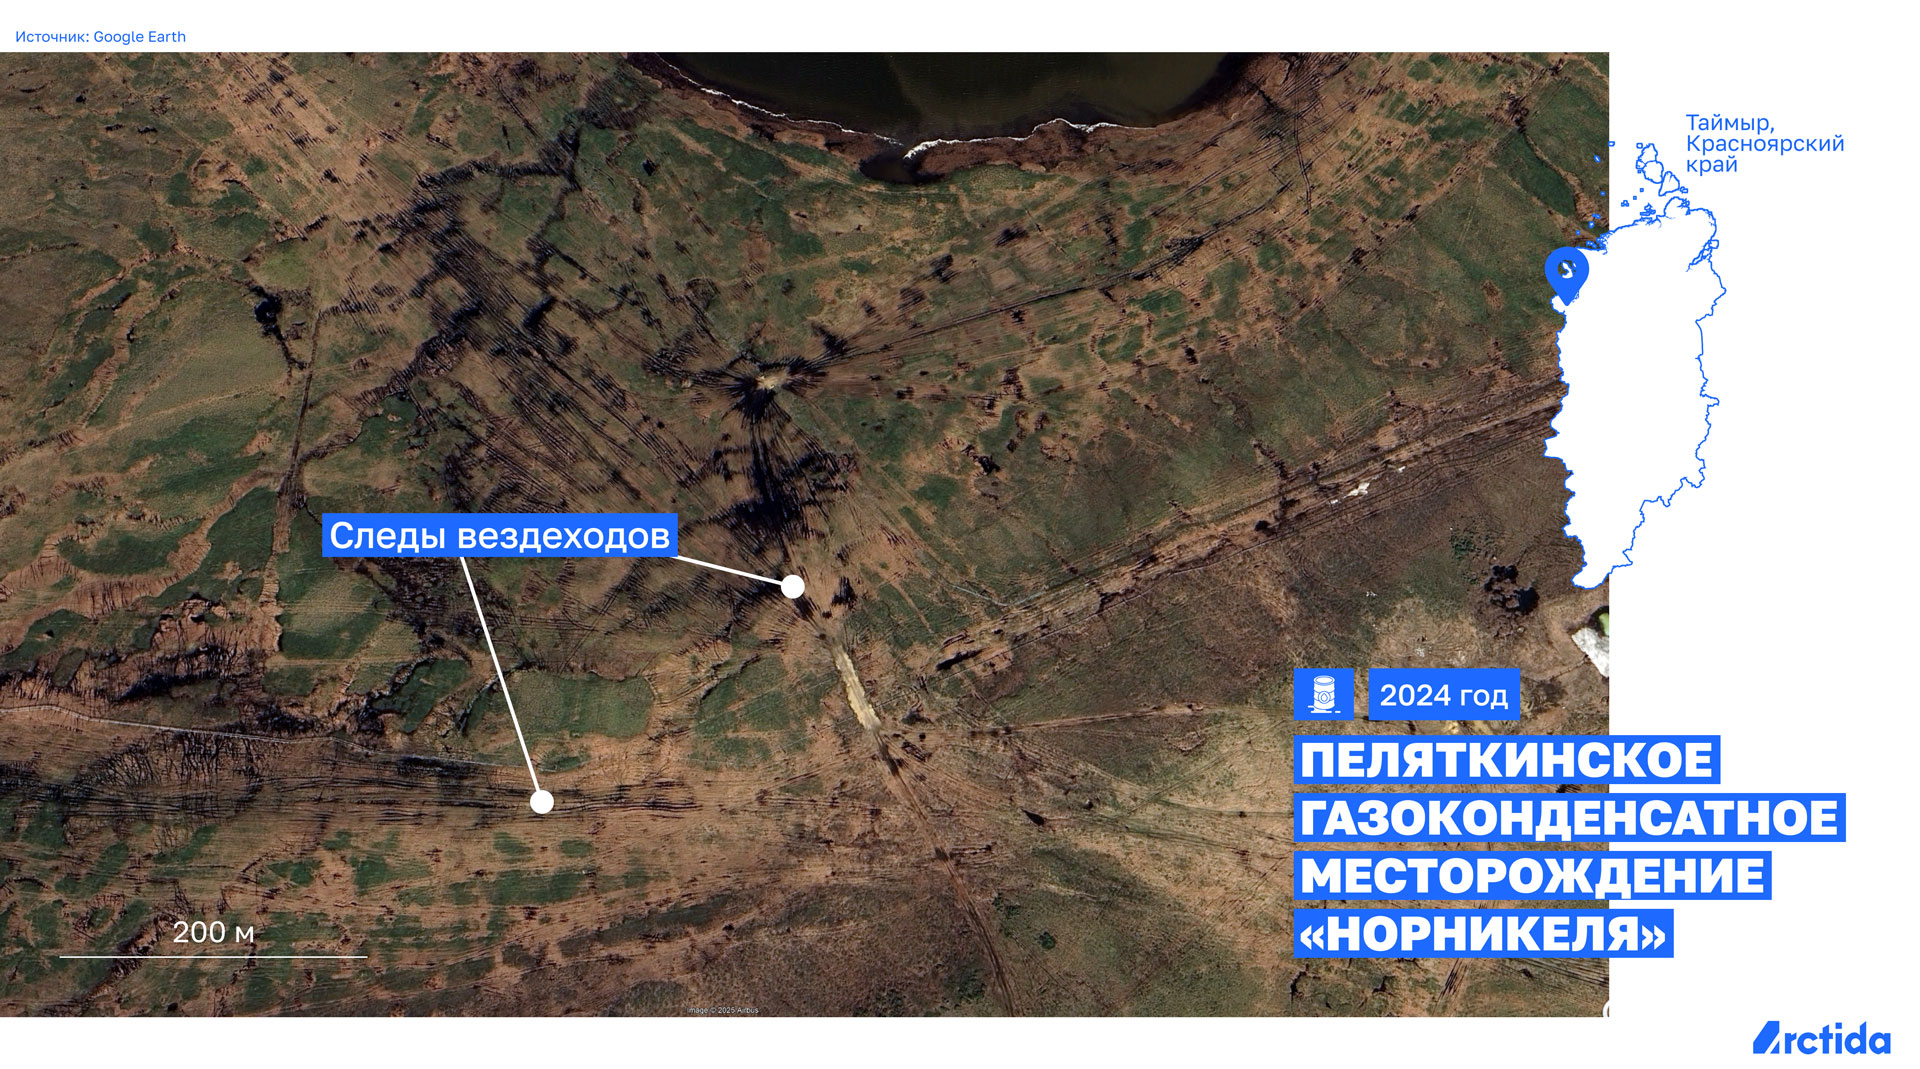 Источник: Google Earth
Таймыр,
Красноярский
край
Следы вездеходов
2024 год
ПЕЛЯТКИНСКОЕ
ГАЗОКОНДЕНСАТНОЕ
МЕСТОРОЖДЕНИЕ
«НОРНИКЕЛЯ»
200 м
Image © 2025 Airbus
Arctida